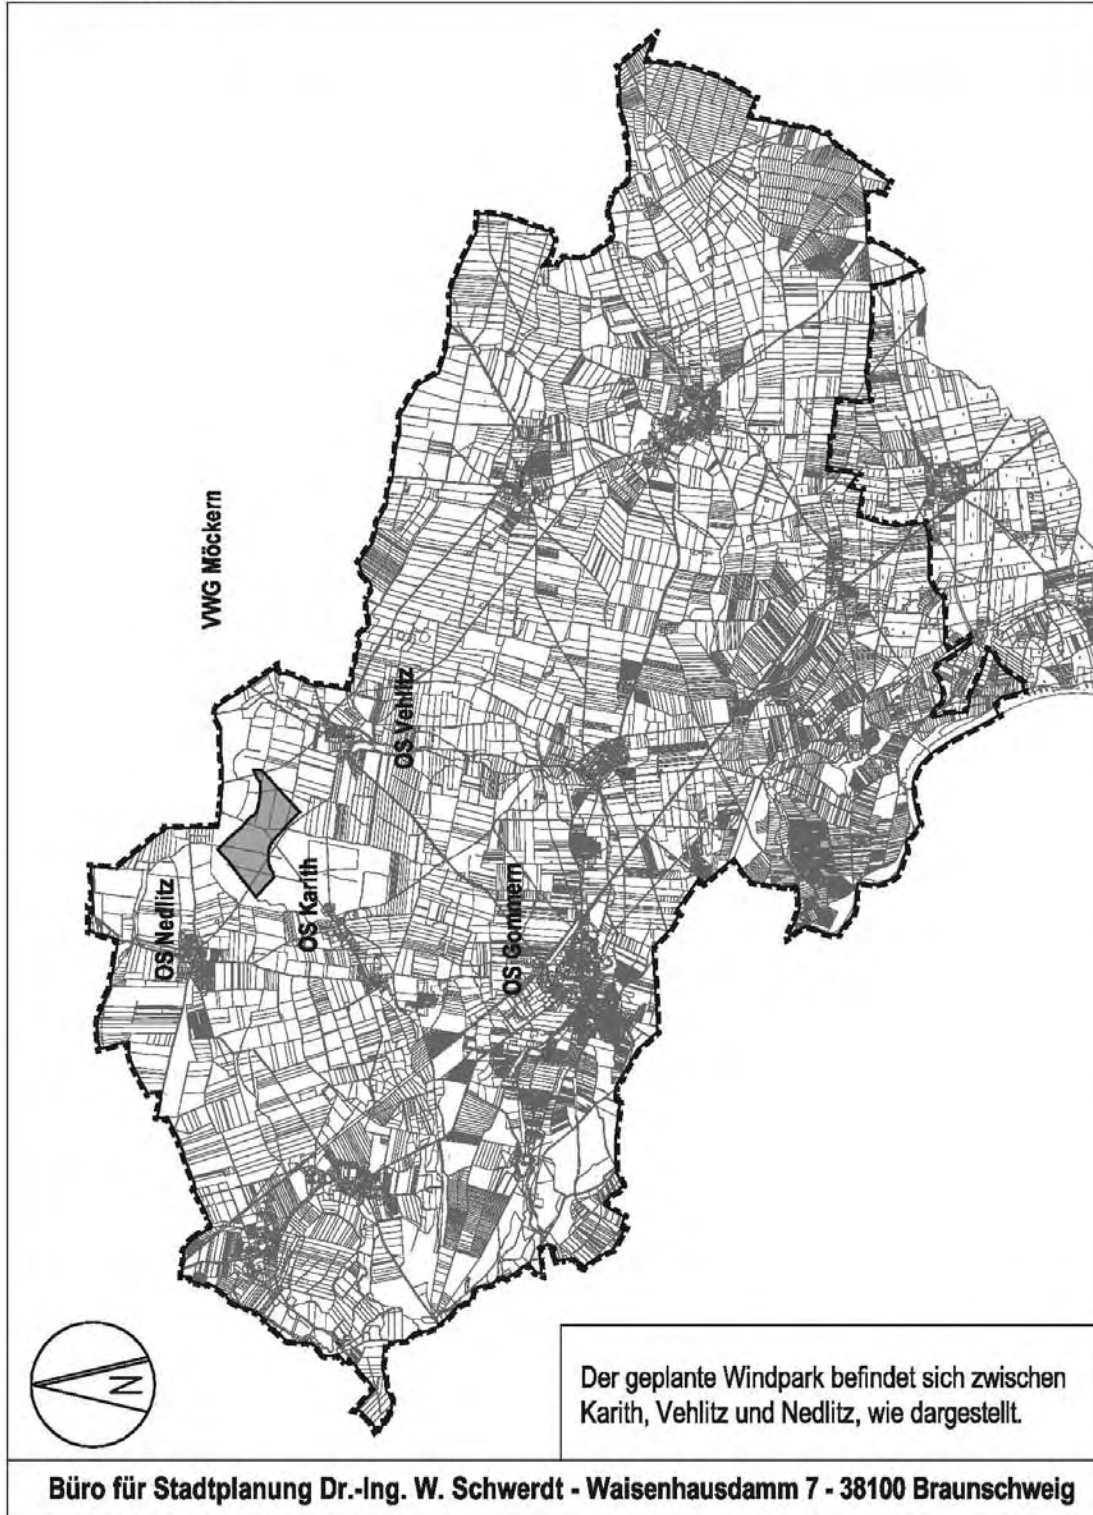 VWG Möckern
OS Vehlitz
OS Nedlitz
OS Karith
OS Gommern
N
Der geplante Windpark befindet sich zwischen
Karith, Vehlitz und Nedlitz, wie dargestellt.
Büro für Stadtplanung Dr.-Ing. W. Schwerdt - Waisenhausdamm 7 - 38100 Braunschweig